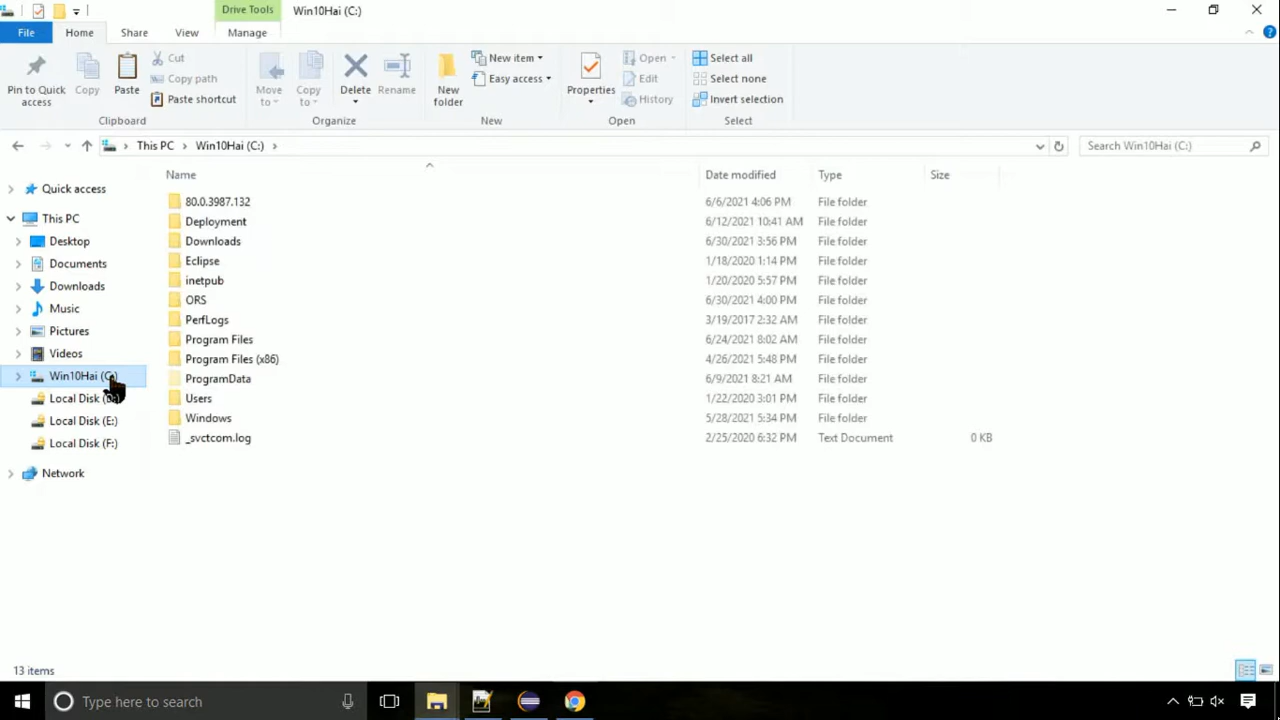 Drive Tools Win10Hai (C:)
File Home Share View Manage
Pin to Quick access
Copy
Paste
Cut
Copy path
Paste shortcut
Clipboard
Move to
Copy to
Delete
Rename
Organize
New folder
New item
Easy access
New
Properties
Open
Edit
History
Open
Select all
Select none
Invert selection
Select
This PC > Win10Hai (C:) >
Search Win10Hai (C:)
Quick access
This PC
Desktop
Documents
Downloads
Music
Pictures
Videos
Win10Hai (C:)
Local Disk
Local Disk (E:)
Local Disk (F:)
Network
Name Date modified Type Size
80.0.3987.132 6/6/2021 4:06 PM File folder
Deployment 6/12/2021 10:41 AM File folder
Downloads 6/30/2021 3:56 PM File folder
Eclipse 1/18/2020 1:14 PM File folder
inetpub 1/20/2020 5:57 PM File folder
ORS 6/30/2021 4:00 PM File folder
PerfLogs 3/19/2017 2:32 AM File folder
Program Files 6/24/2021 8:02 AM File folder
Program Files (x86) 4/26/2021 5:48 PM File folder
ProgramData 6/9/2021 8:21 AM File folder
Users 1/22/2020 3:01 PM File folder
Windows 5/28/2021 5:34 PM File folder
_svctcom.log 2/25/2020 6:32 PM Text Document 0 KB
13 items
Type here to search